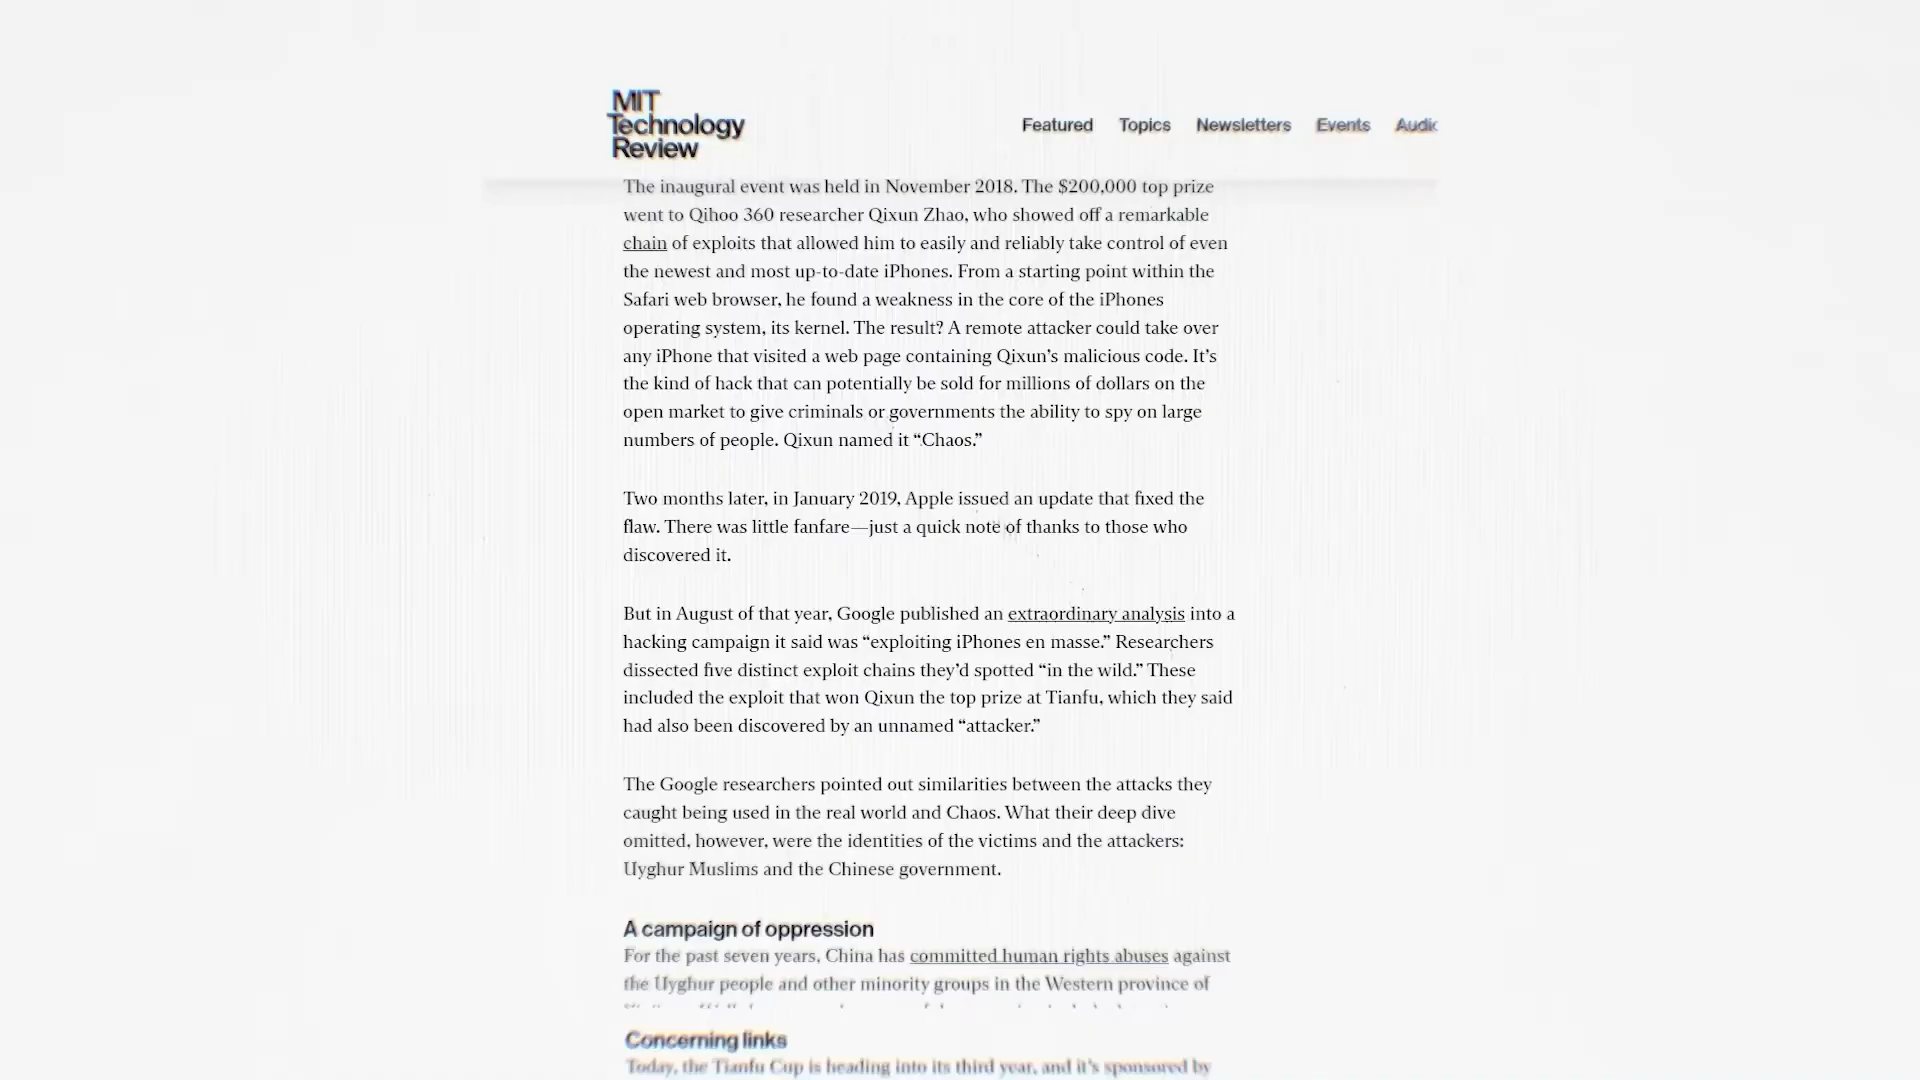 MIT
Technology
Review
Featured Topics Newsletters Events Audic
The inaugural event was held in November 2018. The $200,000 top prize
went to Qihoo 360 researcher Qixun Zhao, who showed off a remarkable
chain of exploits that allowed him to easily and reliably take control of even
the newest and most up-to-date iPhones. From a starting point within the
Safari web browser, he found a weakness in the core of the iPhones
operating system, its kernel. The result? A remote attacker could take over
any iPhone that visited a web page containing Qixun’s malicious code. It’s
the kind of hack that can potentially be sold for millions of dollars on the
open market to give criminals or governments the ability to spy on large
numbers of people. Qixun named it “Chaos.”
Two months later, in January 2019, Apple issued an update that fixed the
flaw. There was little fanfare—just a quick note of thanks to those who
discovered it.
But in August of that year, Google published an extraordinary analysis into a
hacking campaign it said was “exploiting iPhones en masse.” Researchers
dissected five distinct exploit chains they’d spotted “in the wild.” These
included the exploit that won Qixun the top prize at Tianfu, which they said
had also been discovered by an unnamed “attacker.”
The Google researchers pointed out similarities between the attacks they
caught being used in the real world and Chaos. What their deep dive
omitted, however, were the identities of the victims and the attackers:
Uyghur Muslims and the Chinese government.
A campaign of oppression
For the past seven years, China has committed human rights abuses against
the Uyghur people and other minority groups in the Western province of
Concerning links
Today, the Tianfu Cup is heading into its third year, and it’s sponsored by